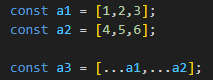 const a1 = [1,2,3];
const a2 = [4,5,6];
const a3 = [...a1,...a2];